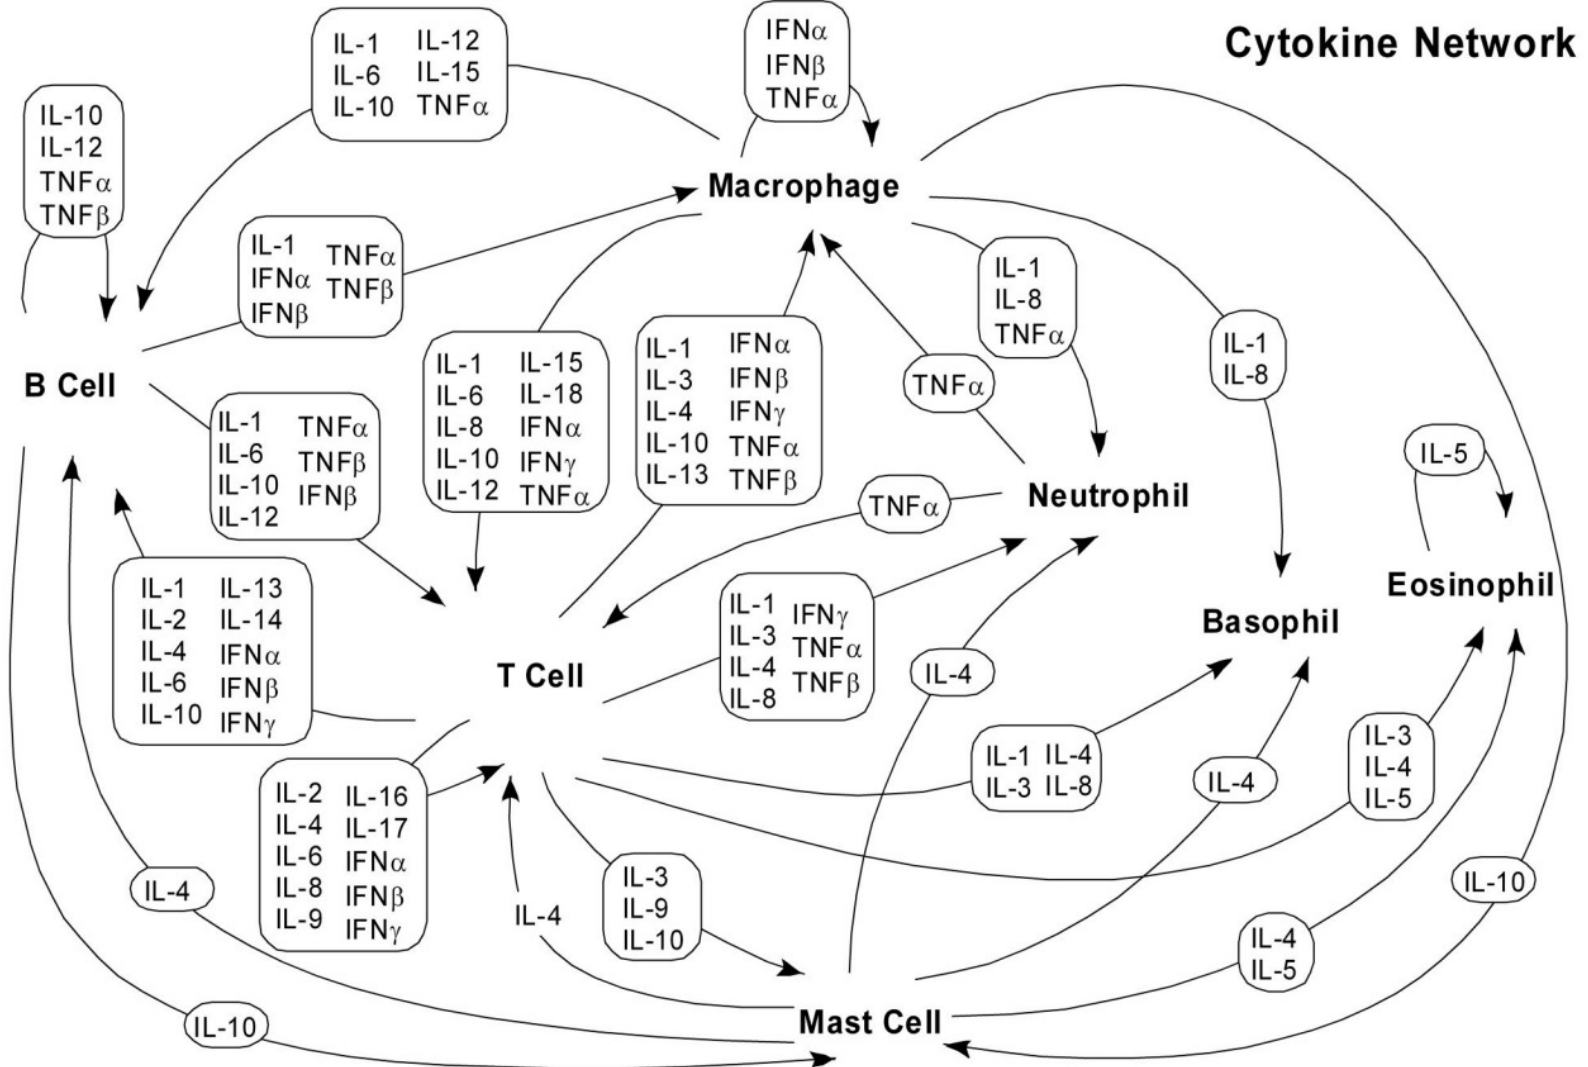 Cytokine Network
IL-1 IL-12
IL-6 IL-15
IL-10 TNFα
IFNα
IFNβ
TNFα
IL-10
IL-12
TNFα
TNFβ
Macrophage
IL-1 TNFα
IFNα TNFβ
IFNβ
IL-1
IL-8
TNFα
IL-1
IL-8
B Cell
IL-1 TNFα
IL-6 TNFβ
IL-10 IFNβ
IL-12
IL-1 IL-15
IL-6 IL-18
IL-8 IFNα
IL-10 IFNγ
IL-12 TNFα
IL-1 IFNα
IL-3 IFNβ
IL-4 IFNγ
IL-10 TNFα
IL-13 TNFβ
TNFα
IL-5
TNFα
Neutrophil
Eosinophil
Basophil
IL-1 IL-13
IL-2 IL-14
IL-4 IFNα
IL-6 IFNβ
IL-10 IFNγ
T Cell
IL-1 IFNγ
IL-3 TNFα
IL-4 TNFβ
IL-8
IL-4
IL-2 IL-16
IL-4 IL-17
IL-6 IFNα
IL-8 IFNβ
IL-9 IFNγ
IL-1 IL-4
IL-3 IL-8
IL-4
IL-3
IL-4
IL-5
IL-4
IL-4
IL-3
IL-9
IL-10
IL-10
IL-4
IL-5
IL-10
Mast Cell